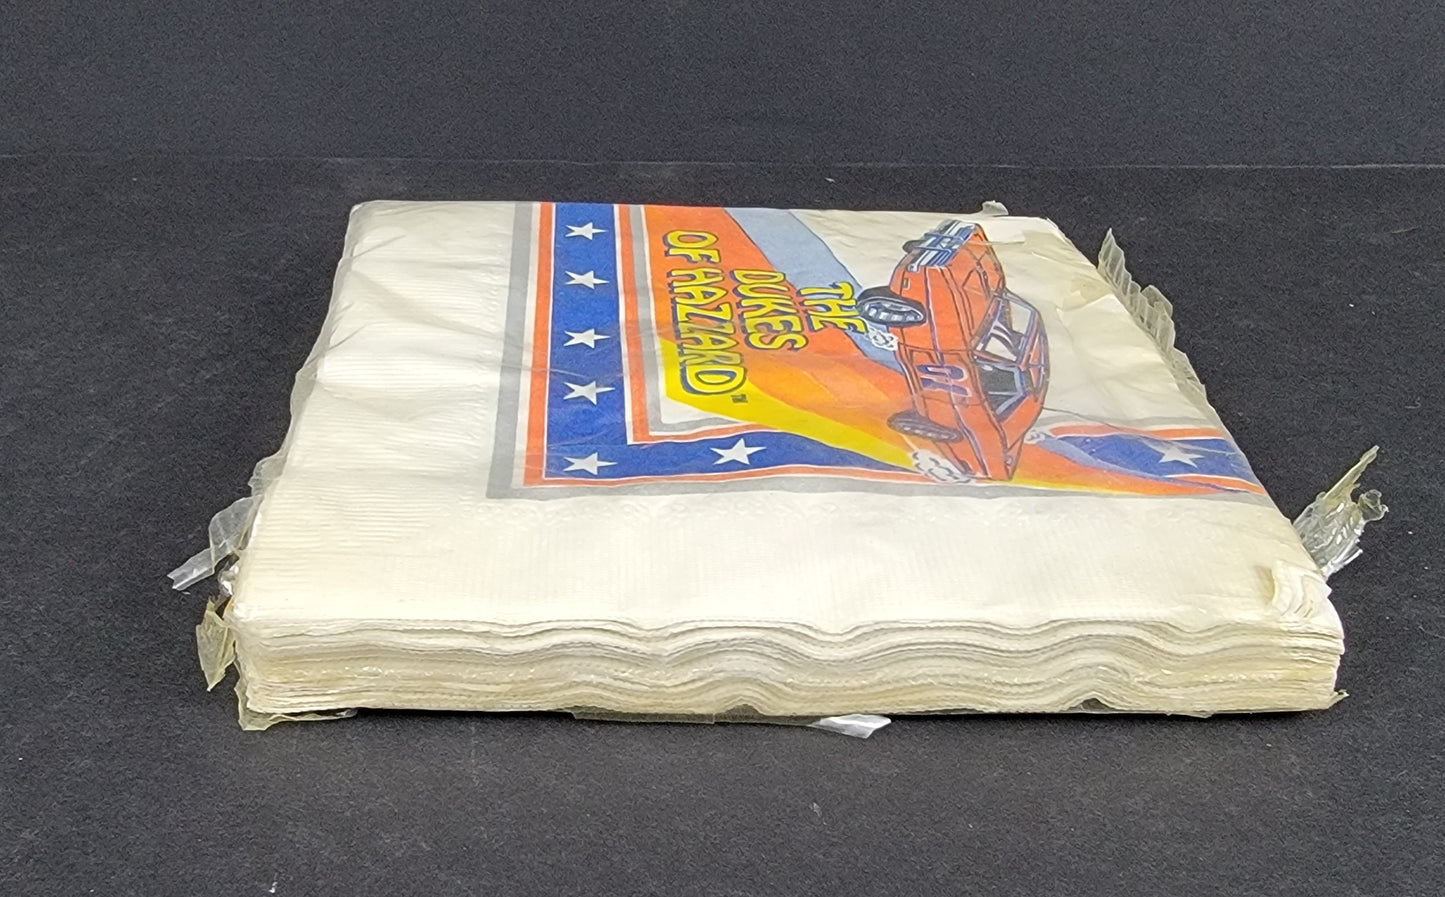 THE
DUKES
OF HAZZARD™
01